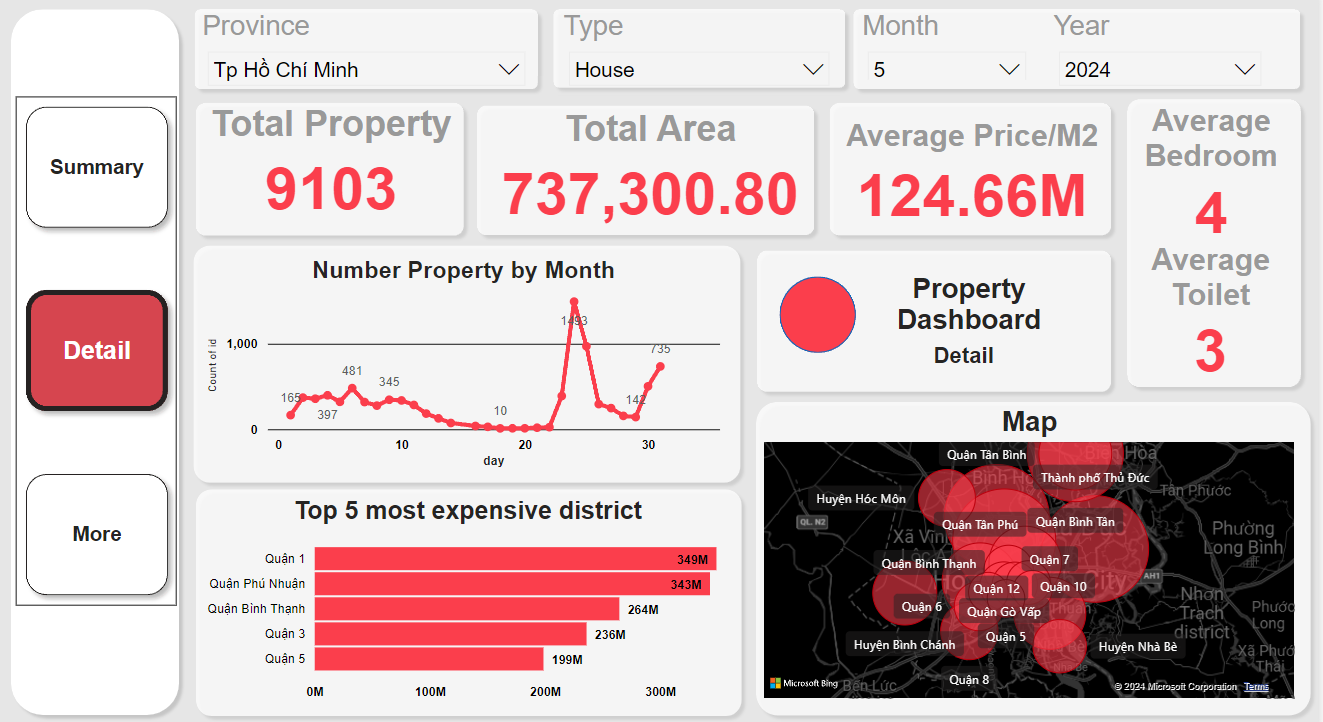 Province
Tp Hồ Chí Minh
Type
House
Month
5
Year
2024
Summary
Detail
More
Total Property
9103
Total Area
737,300.80
Average Price/M2
124.66M
Average
Bedroom
4
Average
Toilet
3
Number Property by Month
Count of id
1,000
0
165
397
481
345
10
1493
142
735
0
10
20
30
day
Property
Dashboard
Detail
Top 5 most expensive district
Quận 1
349M
Quận Phú Nhuận
343M
Quận Bình Thạnh
264M
Quận 3
236M
Quận 5
199M
0M
100M
200M
300M
Map
Quận Tân Bình
Biên Hòa
Thành phố Thủ Đức
Tân Phước
Huyện Hóc Môn
QL. N2
Quận Tân Phú
Quận Bình Tân
Phường
Long Bình
Quận Bình Thạnh
Quận 7
AH1
Quận 12
Quận 10
City
Quận 6
Quận Gò Vấp
Nhơn
Trạch
district
Phước
Long
Quận 5
Huyện Bình Chánh
Huyện Nhà Bè
Nhà Bè
Xã Phước
Thái
Quận 8
Bến Lức
Microsoft Bing
© 2024 Microsoft Corporation Terms